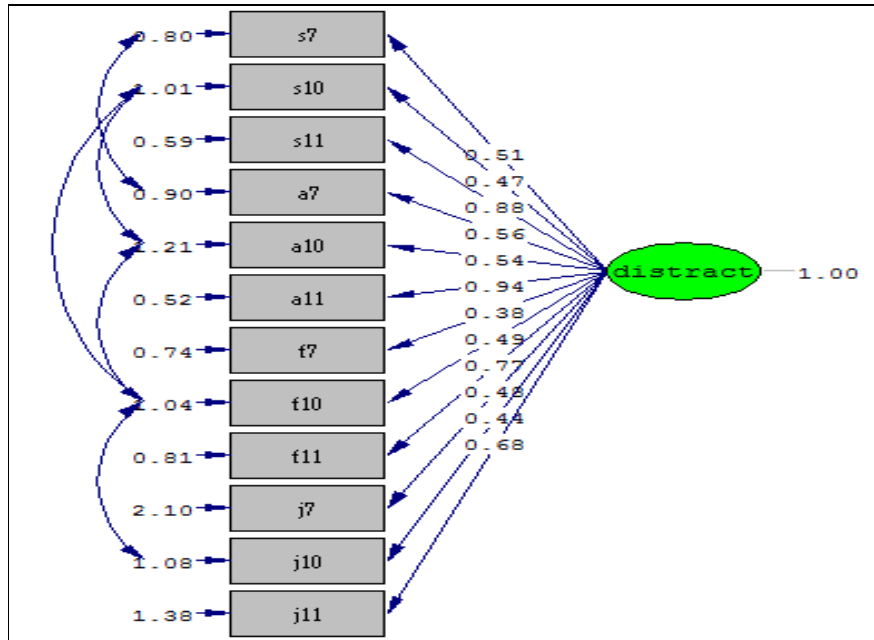 0.80 s7
1.01 s10
0.59 s11
0.90 a7
1.21 a10
0.52 a11
0.74 f7
1.04 f10
0.81 f11
2.10 j7
1.08 j10
1.38 j11
0.51
0.47
0.88
0.56
0.54
0.94
0.38
0.49
0.77
0.48
0.44
0.68
distract 1.00